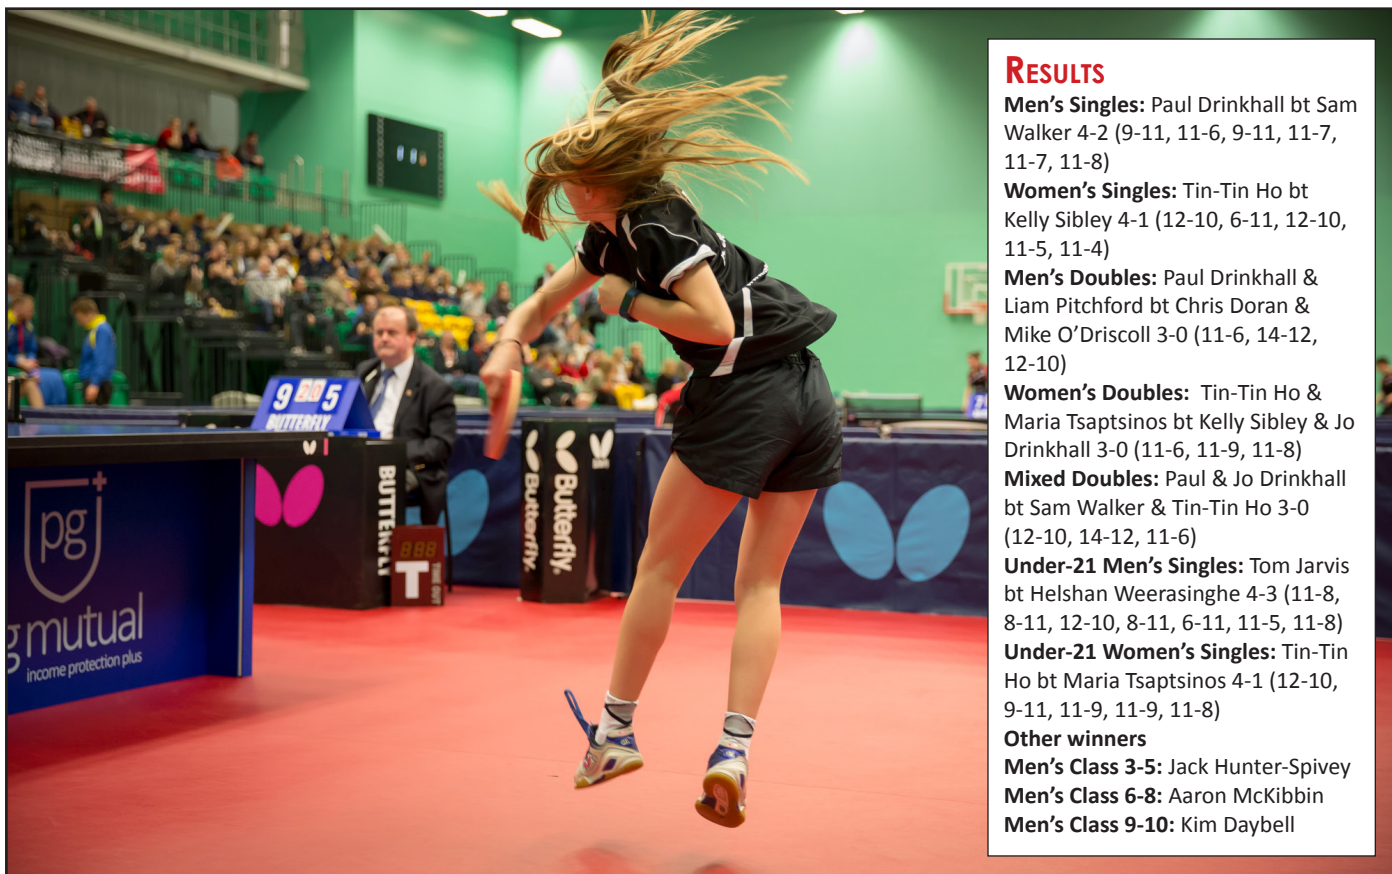 RESULTS
Men’s Singles: Paul Drinkhall bt Sam
Walker 4-2 (9-11, 11-6, 9-11, 11-7,
11-7, 11-8)
Women’s Singles: Tin-Tin Ho bt
Kelly Sibley 4-1 (12-10, 6-11, 12-10,
11-5, 11-4)
Men’s Doubles: Paul Drinkhall &
Liam Pitchford bt Chris Doran &
Mike O’Driscoll 3-0 (11-6, 14-12,
12-10)
Women’s Doubles:  Tin-Tin Ho &
Maria Tsaptsinos bt Kelly Sibley & Jo
Drinkhall 3-0 (11-6, 11-9, 11-8)
Mixed Doubles: Paul & Jo Drinkhall
bt Sam Walker & Tin-Tin Ho 3-0
(12-10, 14-12, 11-6)
Under-21 Men’s Singles: Tom Jarvis
bt Helshan Weerasinghe 4-3 (11-8,
8-11, 12-10, 8-11, 6-11, 11-5, 11-8)
Under-21 Women’s Singles: Tin-Tin
Ho bt Maria Tsaptsinos 4-1 (12-10,
9-11, 11-9, 11-9, 11-8)
Other winners
Men’s Class 3-5: Jack Hunter-Spivey
Men’s Class 6-8: Aaron McKibbin
Men’s Class 9-10: Kim Daybell
9 20 5
BUTTERFLY
BUTTERFLY
Butterfly.
Butterfly.
888
T
TIME OUT
pg
g mutual
income protection plus